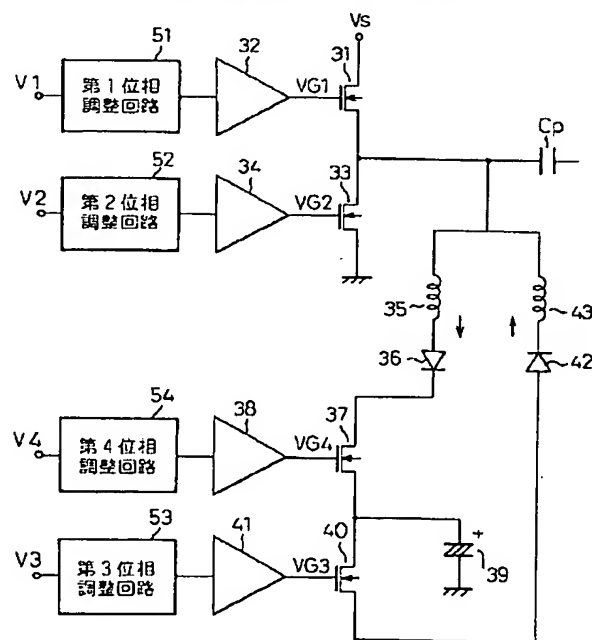 Vs
51
32
31
V1
第1位相
調整回路
VG1
Cp
52
34
33
V2
第2位相
調整回路
VG2
35
43
36
42
54
38
37
V4
第4位相
調整回路
VG4
53
41
40
+
V3
第3位相
調整回路
VG3
39